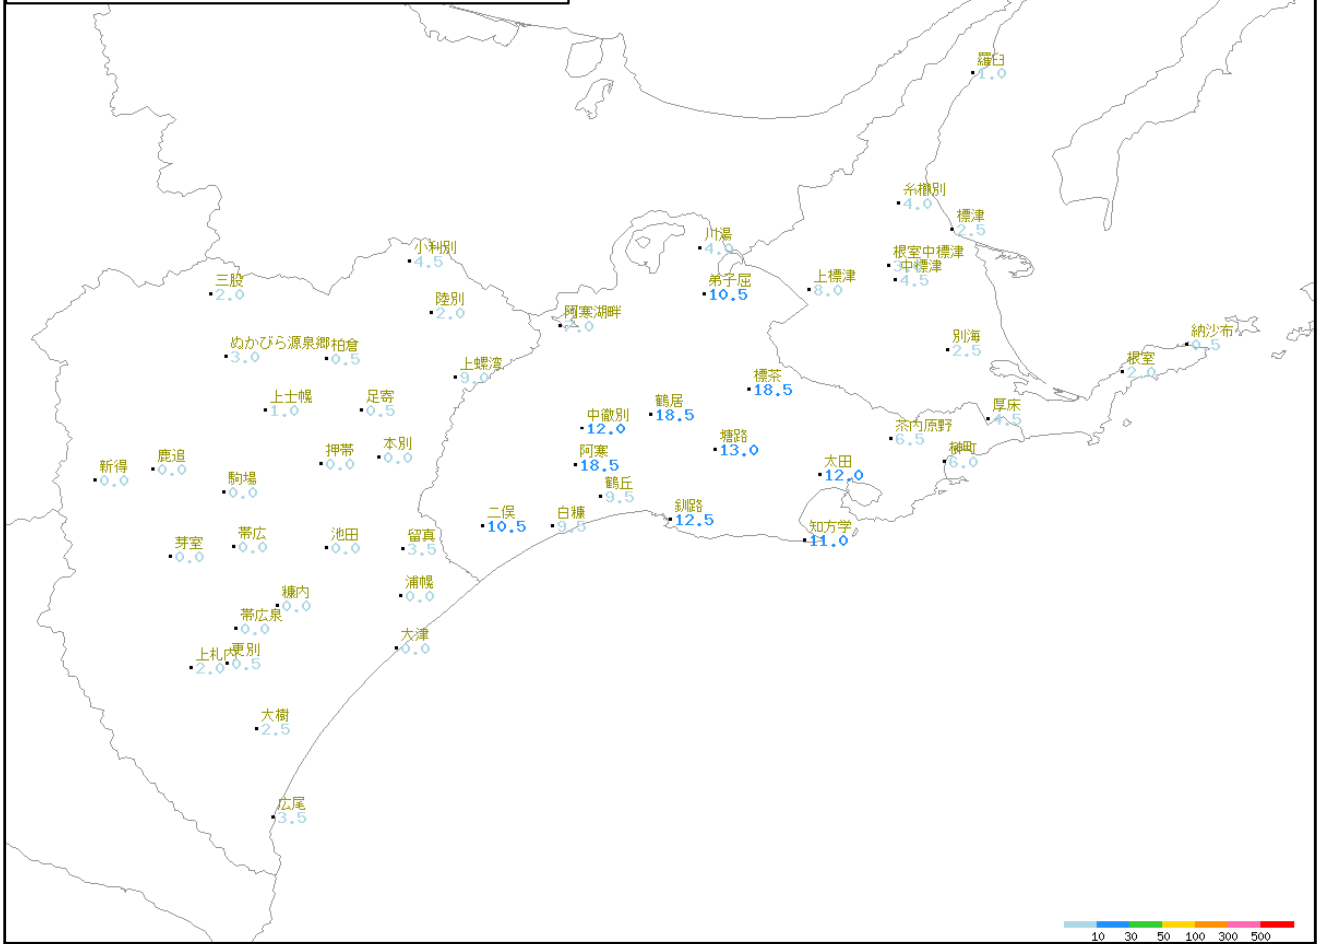 羅臼
1.0
糸櫛別
4.0
標津
2.5
川湯
4.0
小利別
4.5
根室中標津
中標津
4.5
三股
2.0
弟子屈
10.5
上標津
8.0
陸別
2.0
阿寒湖畔
7.0
納沙布
0.5
ぬかびら源泉郷
3.0
柏倉
0.5
別海
2.5
根室
2.0
上螺湾
9.0
標茶
18.5
上士幌
1.0
足寄
0.5
鶴居
18.5
厚床
4.5
中徹別
12.0
茶内原野
6.5
塘路
13.0
本別
0.0
押帯
0.0
鹿追
0.0
新得
0.0
阿寒
18.5
榊町
6.0
太田
12.0
駒場
0.0
鶴丘
9.5
釧路
12.5
二俣
10.5
白糠
9.5
知方学
11.0
帯広
0.0
池田
0.0
留真
3.5
芽室
0.0
浦幌
0.0
糠内
0.0
帯広泉
0.0
大津
0.0
上札内
2.0
更別
0.5
大樹
2.5
広尾
3.5
10 30 50 100 300 500